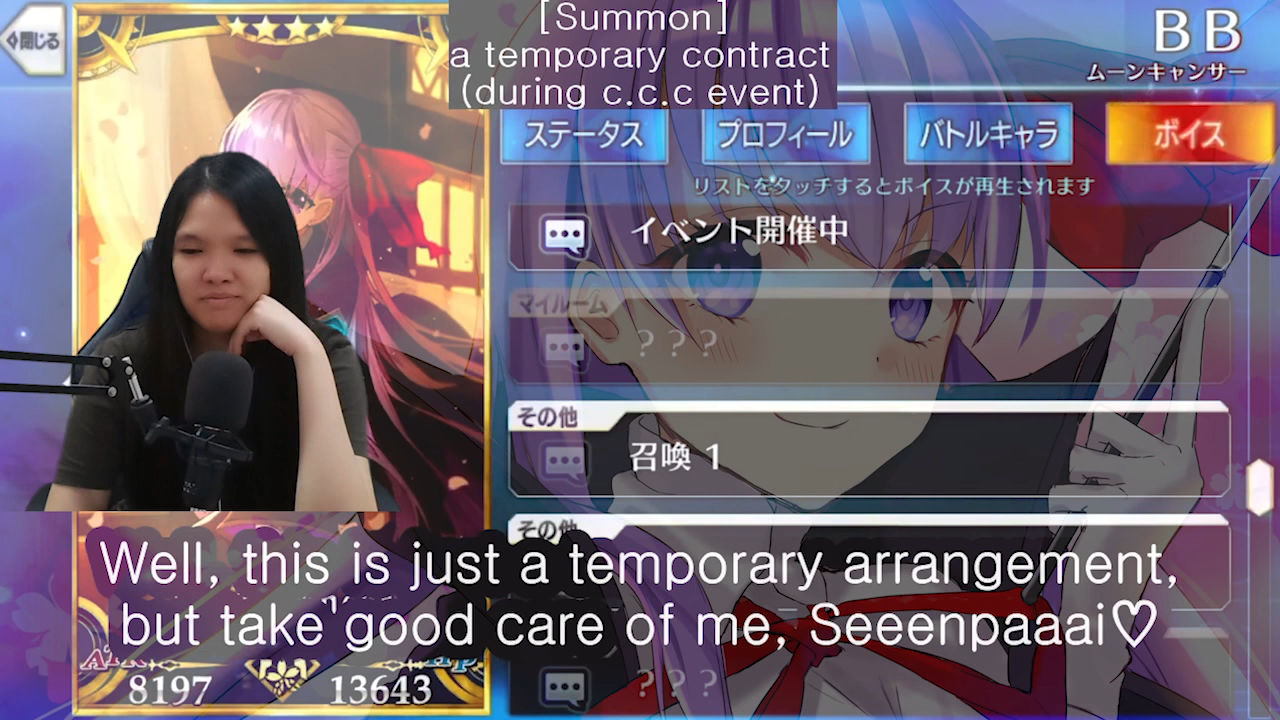 [Summon]
a temporary contract
(during c.c.c event)
閉じる
BB
ムーンキャンサー
ステータス
プロフィール
バトルキャラ
ボイス
リストをタッチするとボイスが再生されます
イベント開催中
マイルーム
???
その他
召喚 1
その他
Well, this is just a temporary arrangement,
but take good care of me, Seeenpaaai♡
ATK
8197
HP
13643
???